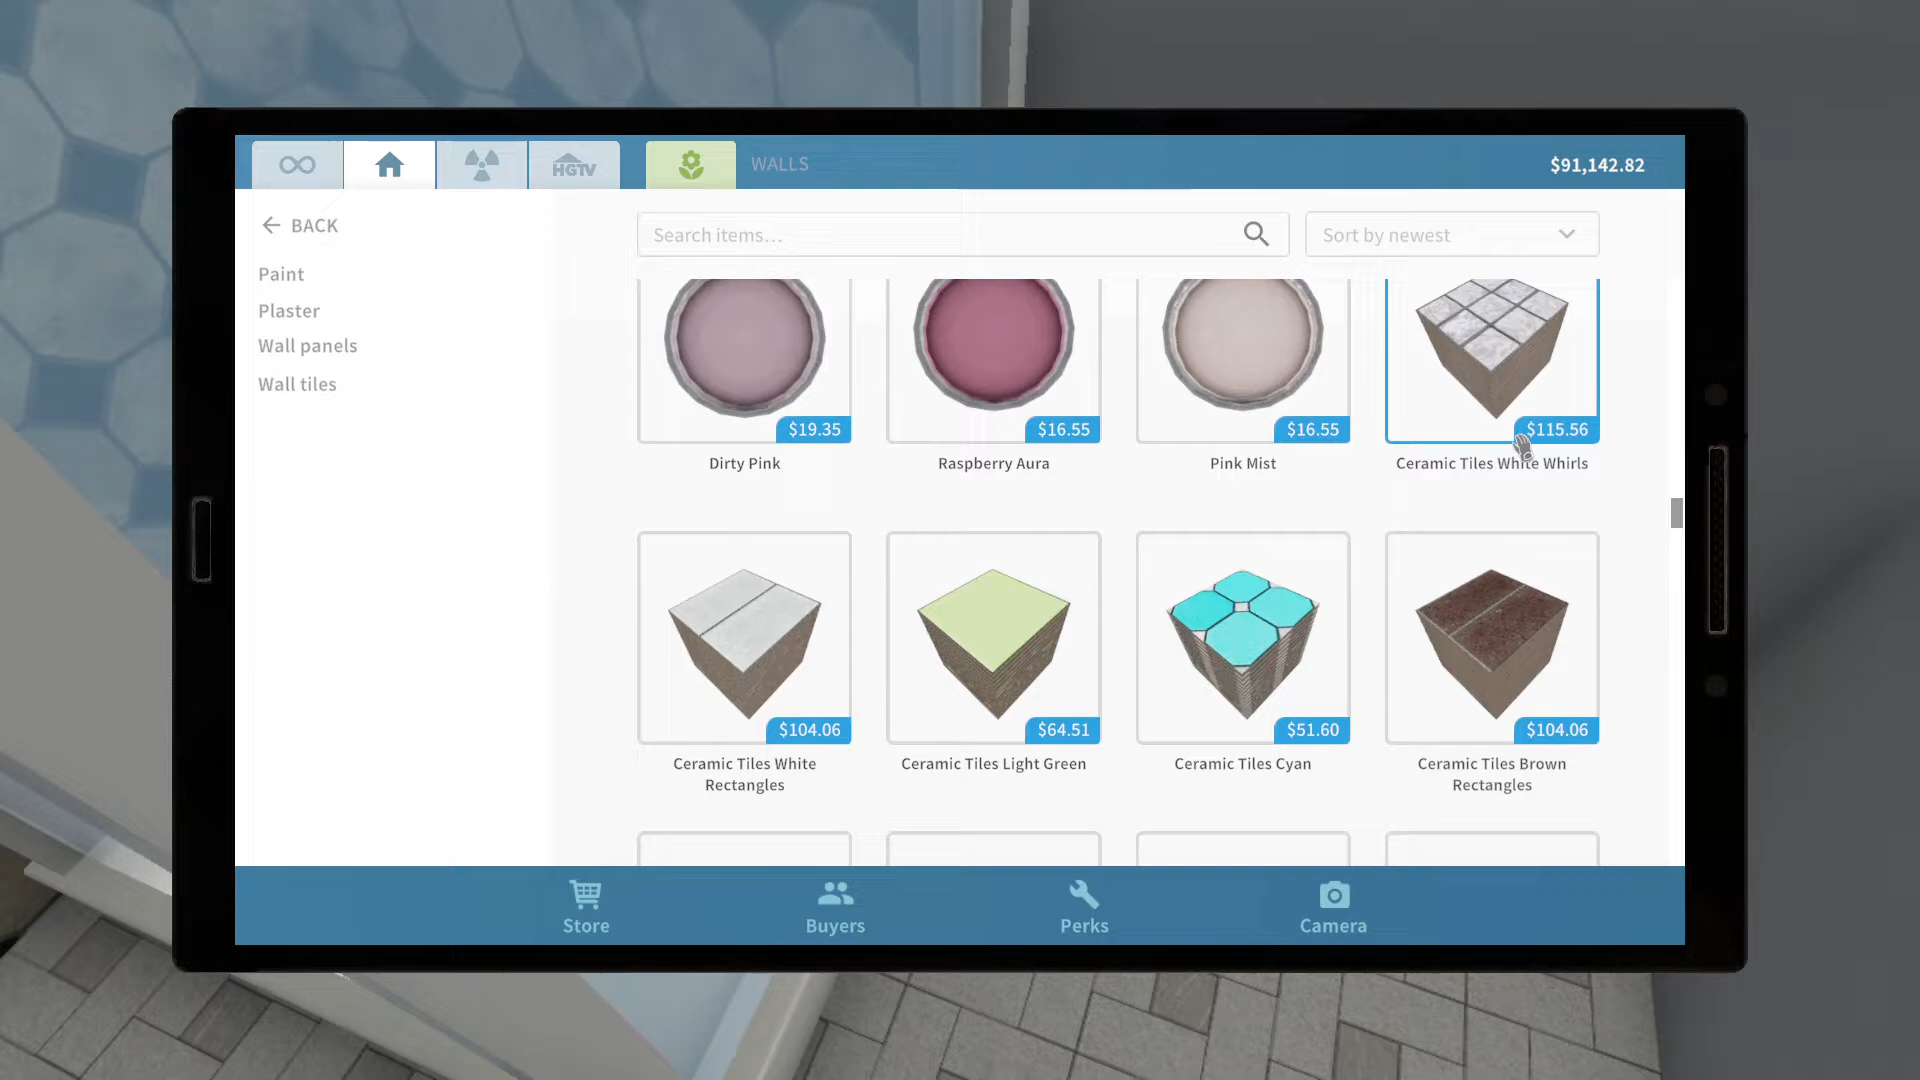 HGTV
WALLS
$91,142.82
BACK
Search items...
Sort by newest
Paint
Plaster
Wall panels
Wall tiles
$19.35
$16.55
$16.55
$115.56
Dirty Pink
Raspberry Aura
Pink Mist
Ceramic Tiles White Whirls
$104.06
$64.51
$51.60
$104.06
Ceramic Tiles White
Rectangles
Ceramic Tiles Light Green
Ceramic Tiles Cyan
Ceramic Tiles Brown
Rectangles
Store
Buyers
Perks
Camera